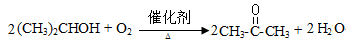 2(CH₃)₂CHOH + O₂ 催化剂 △ 2CH₃-C(=O)-CH₃ + 2H₂O